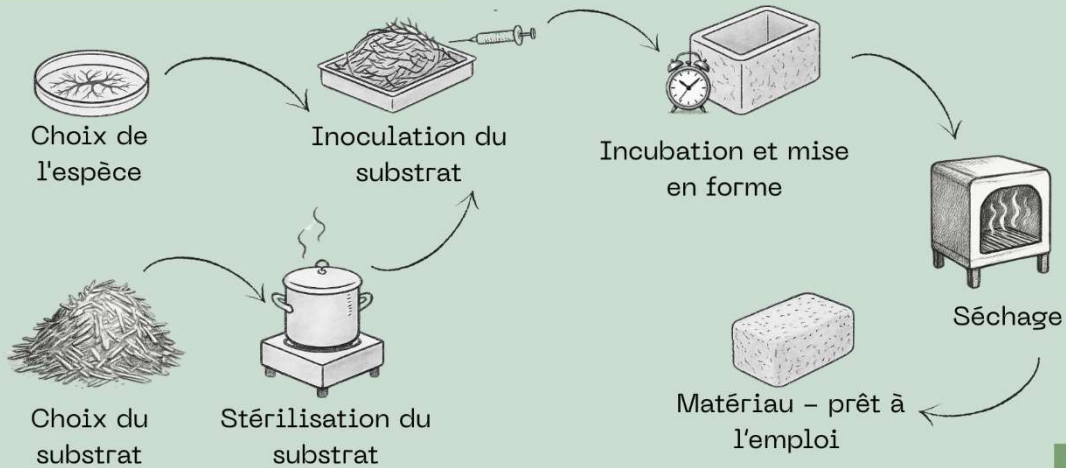 Choix de
l'espèce
Inoculation du
substrat
Incubation et mise
en forme
Séchage
Choix du
substrat
Stérilisation du
substrat
Matériau – prêt à
l'emploi